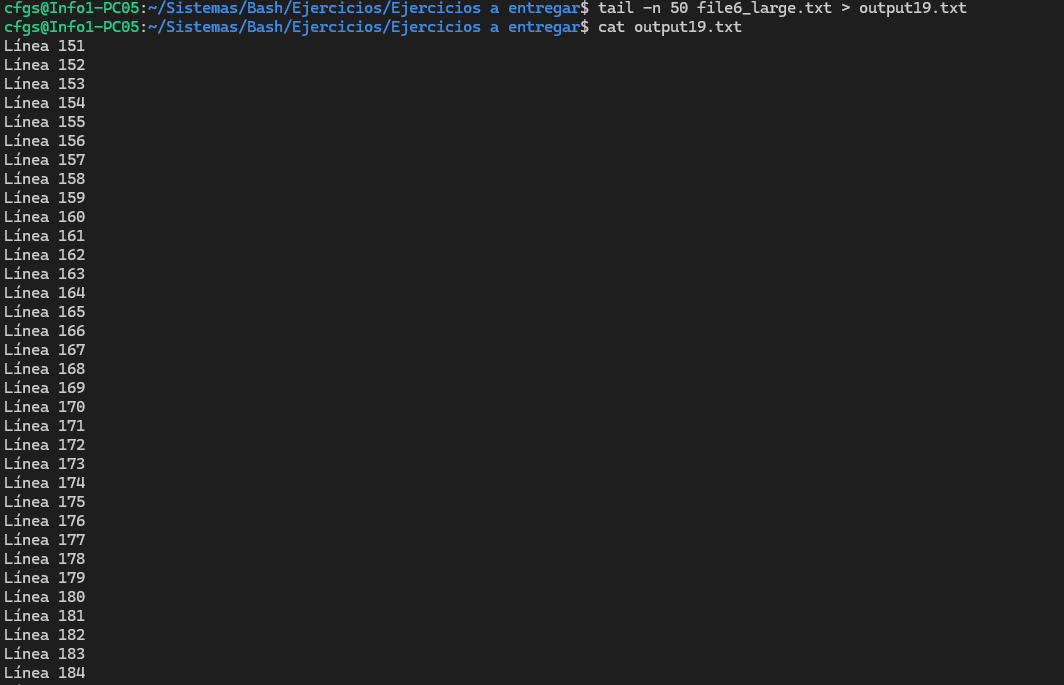 cfgs@Info1-PC05:~/Sistemas/Bash/Ejercicios/Ejercicios a entregar$ tail -n 50 file6_large.txt > output19.txt
cfgs@Info1-PC05:~/Sistemas/Bash/Ejercicios/Ejercicios a entregar$ cat output19.txt
Línea 151
Línea 152
Línea 153
Línea 154
Línea 155
Línea 156
Línea 157
Línea 158
Línea 159
Línea 160
Línea 161
Línea 162
Línea 163
Línea 164
Línea 165
Línea 166
Línea 167
Línea 168
Línea 169
Línea 170
Línea 171
Línea 172
Línea 173
Línea 174
Línea 175
Línea 176
Línea 177
Línea 178
Línea 179
Línea 180
Línea 181
Línea 182
Línea 183
Línea 184